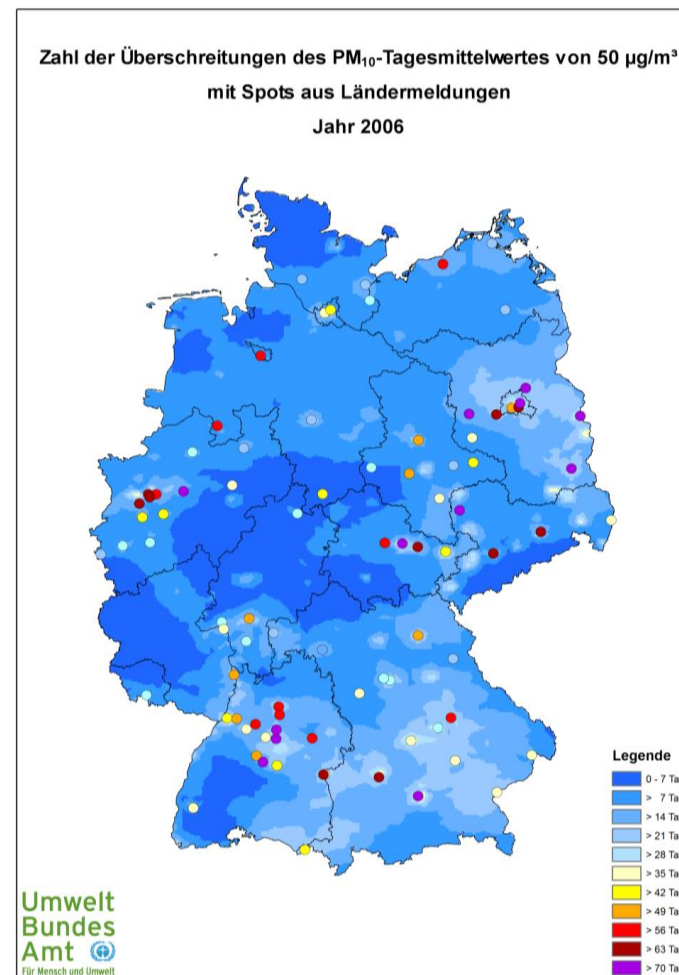 Zahl der Überschreitungen des PM₁₀-Tagesmittelwertes von 50 µg/m³
mit Spots aus Ländermeldungen
Jahr 2006
Legende
0 - 7 Ta
> 7 Ta
> 14 Ta
> 21 Ta
> 28 Ta
> 35 Ta
> 42 Ta
> 49 Ta
> 56 Ta
> 63 Ta
> 70 Ta
Umwelt
Bundes
Amt
Für Mensch und Umwelt